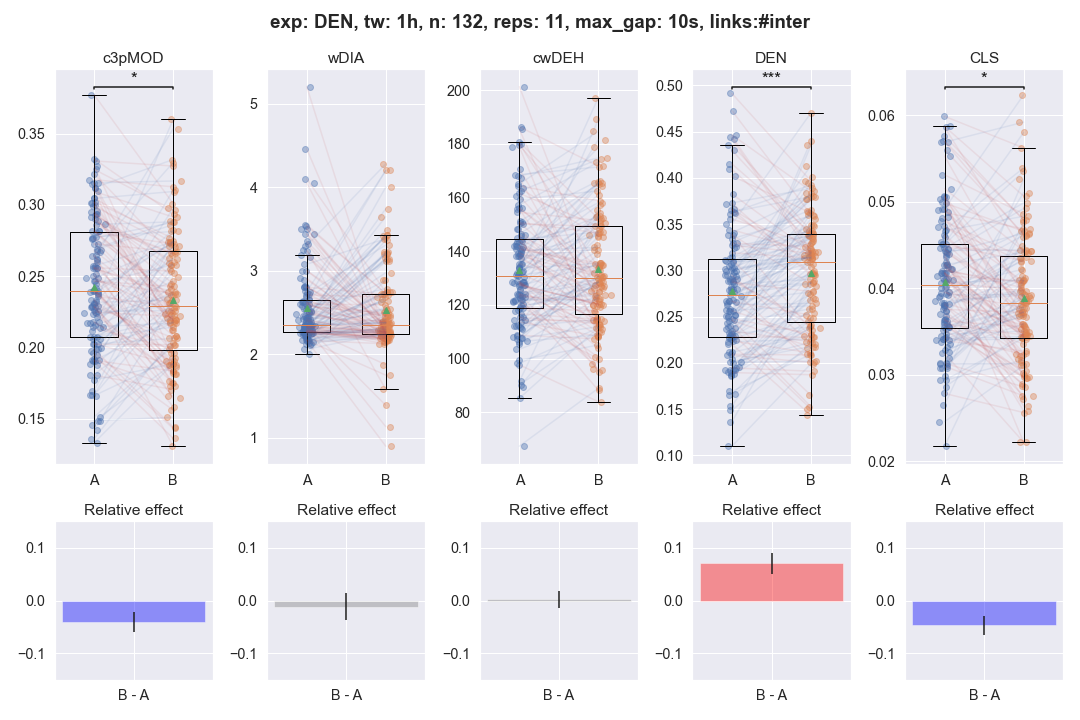 exp: DEN, tw: 1h, n: 132, reps: 11, max_gap: 10s, links:#inter
c3pMOD wDIA cwDEH DEN CLS
* *** *
0.35
0.30
0.25
0.20
0.15
A B
5
4
3
2
1
A B
200
180
160
140
120
100
80
A B
0.50
0.45
0.40
0.35
0.30
0.25
0.20
0.15
0.10
A B
0.06
0.05
0.04
0.03
0.02
A B
Relative effect Relative effect Relative effect Relative effect Relative effect
0.1 0.1 0.1 0.1 0.1
0.0 0.0 0.0 0.0 0.0
−0.1 −0.1 −0.1 −0.1 −0.1
B - A B - A B - A B - A B - A